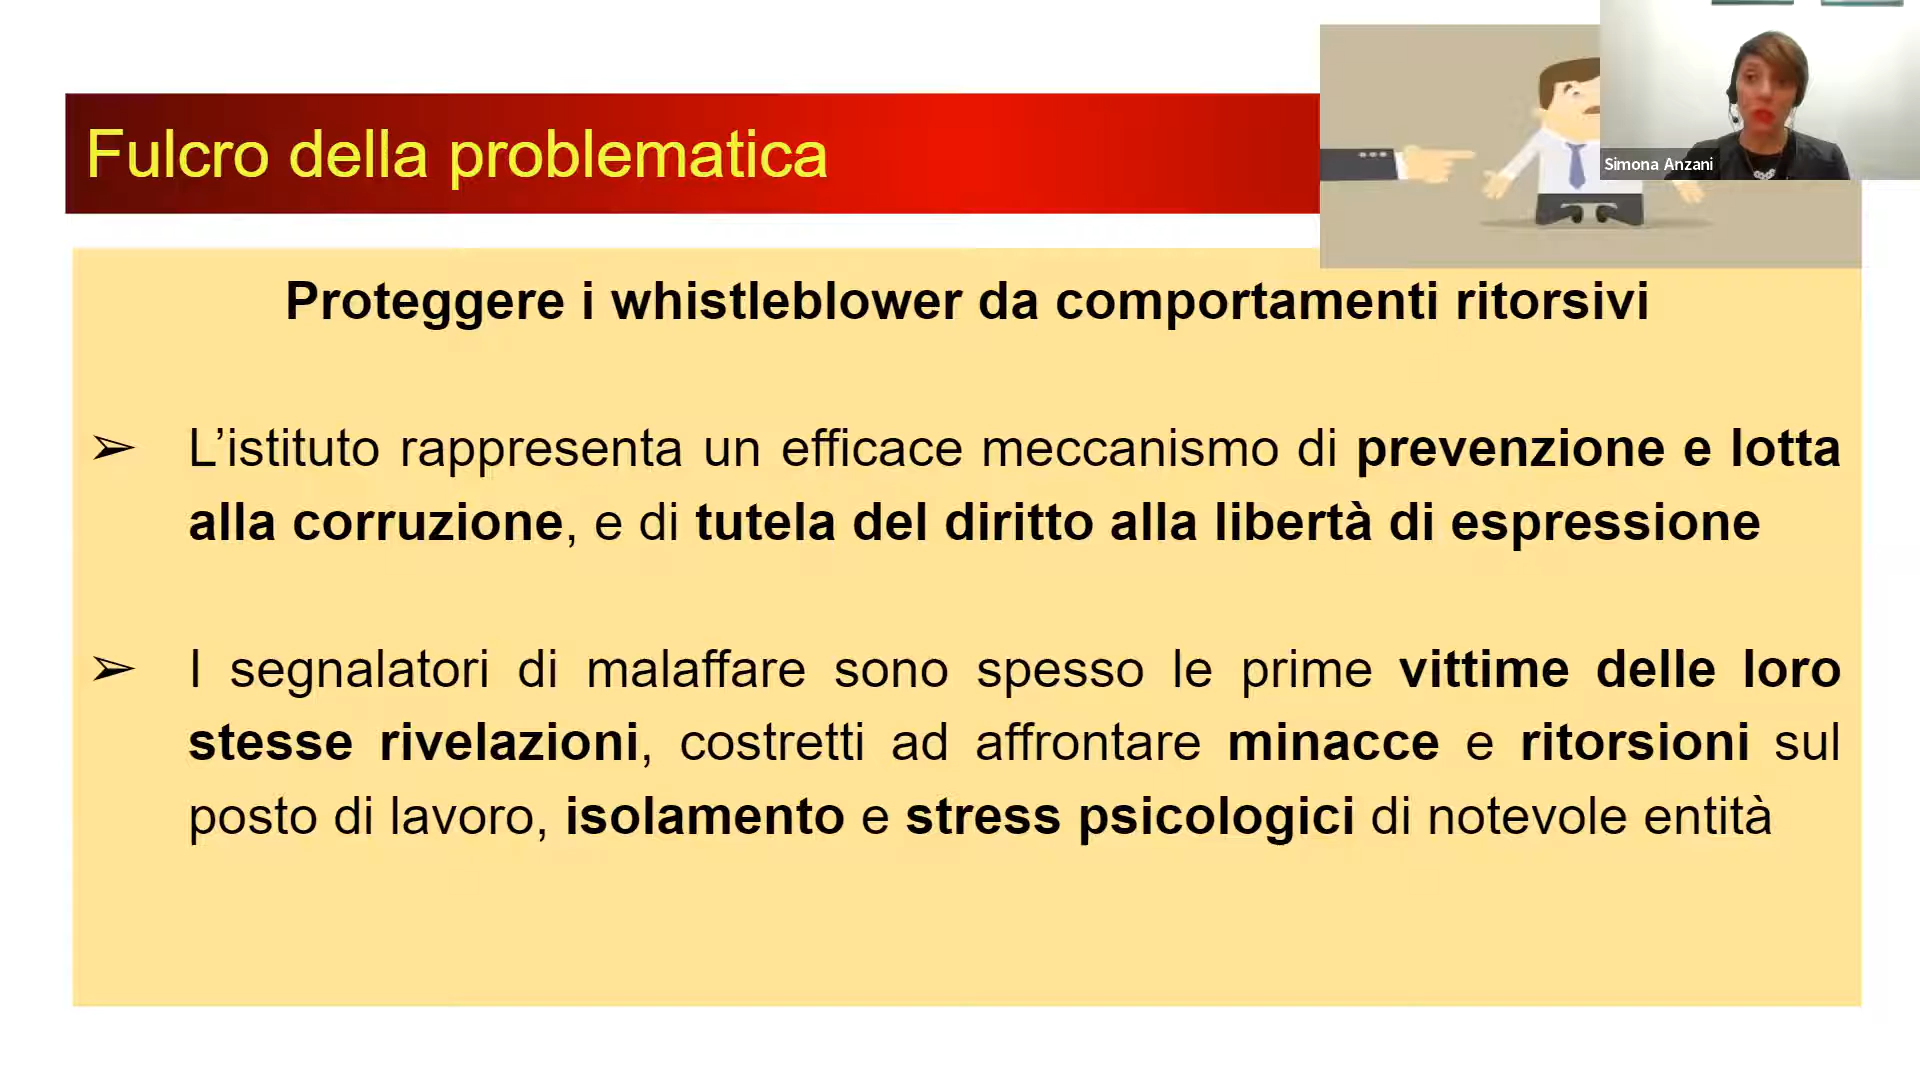 Simona Anzani
Fulcro della problematica
Proteggere i whistleblower da comportamenti ritorsivi
➢ L’istituto rappresenta un efficace meccanismo di prevenzione e lotta
alla corruzione, e di tutela del diritto alla libertà di espressione
➢ I segnalatori di malaffare sono spesso le prime vittime delle loro
stesse rivelazioni, costretti ad affrontare minacce e ritorsioni sul
posto di lavoro, isolamento e stress psicologici di notevole entità